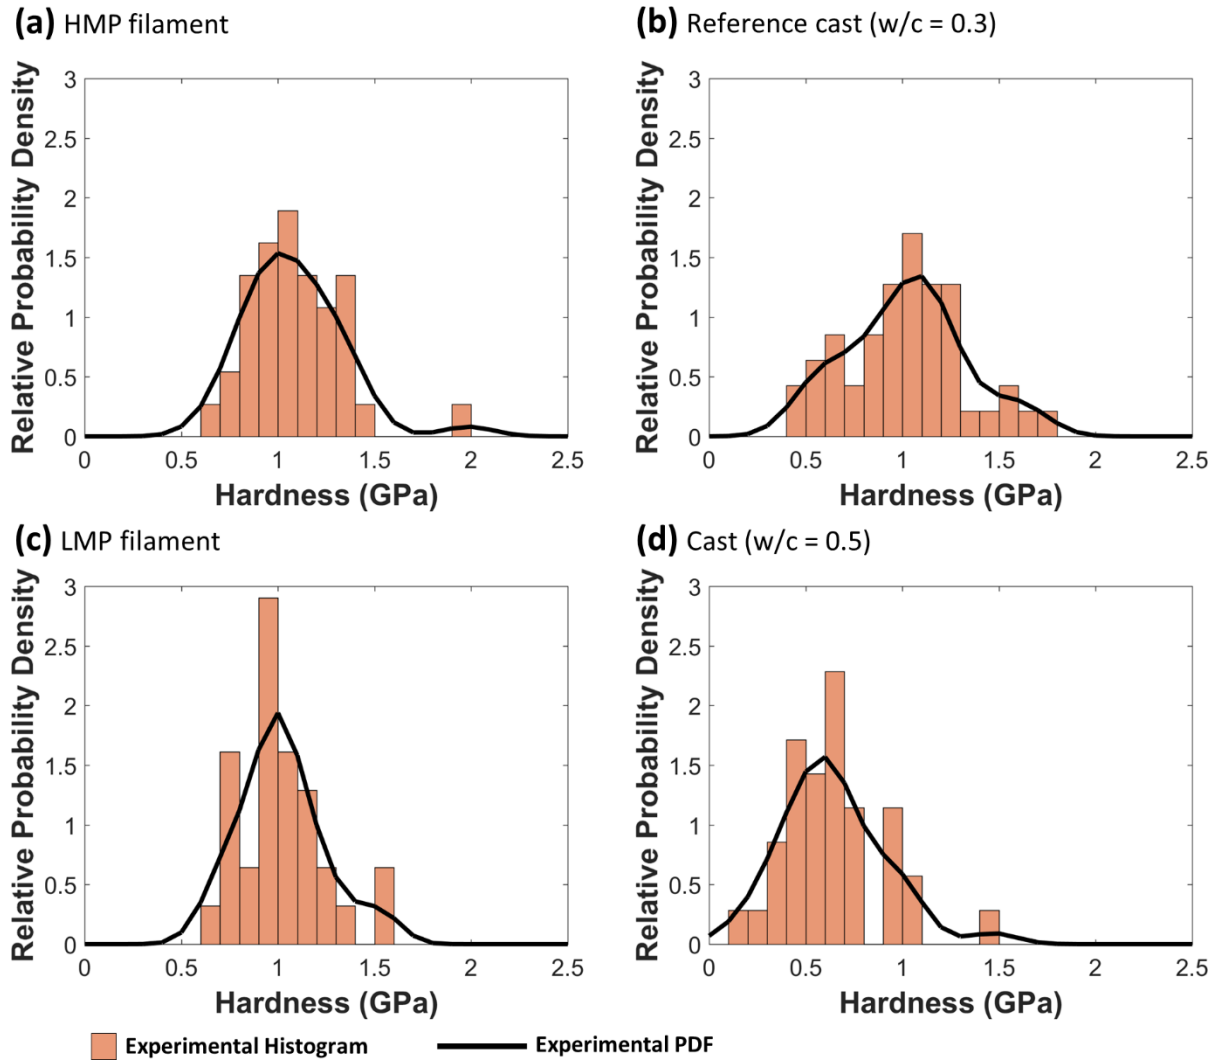 (a) HMP filament
3
2.5
2
1.5
1
0.5
0
Relative Probability Density
0 0.5 1 1.5 2 2.5
Hardness (GPa)
(b) Reference cast (w/c = 0.3)
3
2.5
2
1.5
1
0.5
0
Relative Probability Density
0 0.5 1 1.5 2 2.5
Hardness (GPa)
(c) LMP filament
3
2.5
2
1.5
1
0.5
0
Relative Probability Density
0 0.5 1 1.5 2 2.5
Hardness (GPa)
(d) Cast (w/c = 0.5)
3
2.5
2
1.5
1
0.5
0
Relative Probability Density
0 0.5 1 1.5 2 2.5
Hardness (GPa)
Experimental Histogram
Experimental PDF